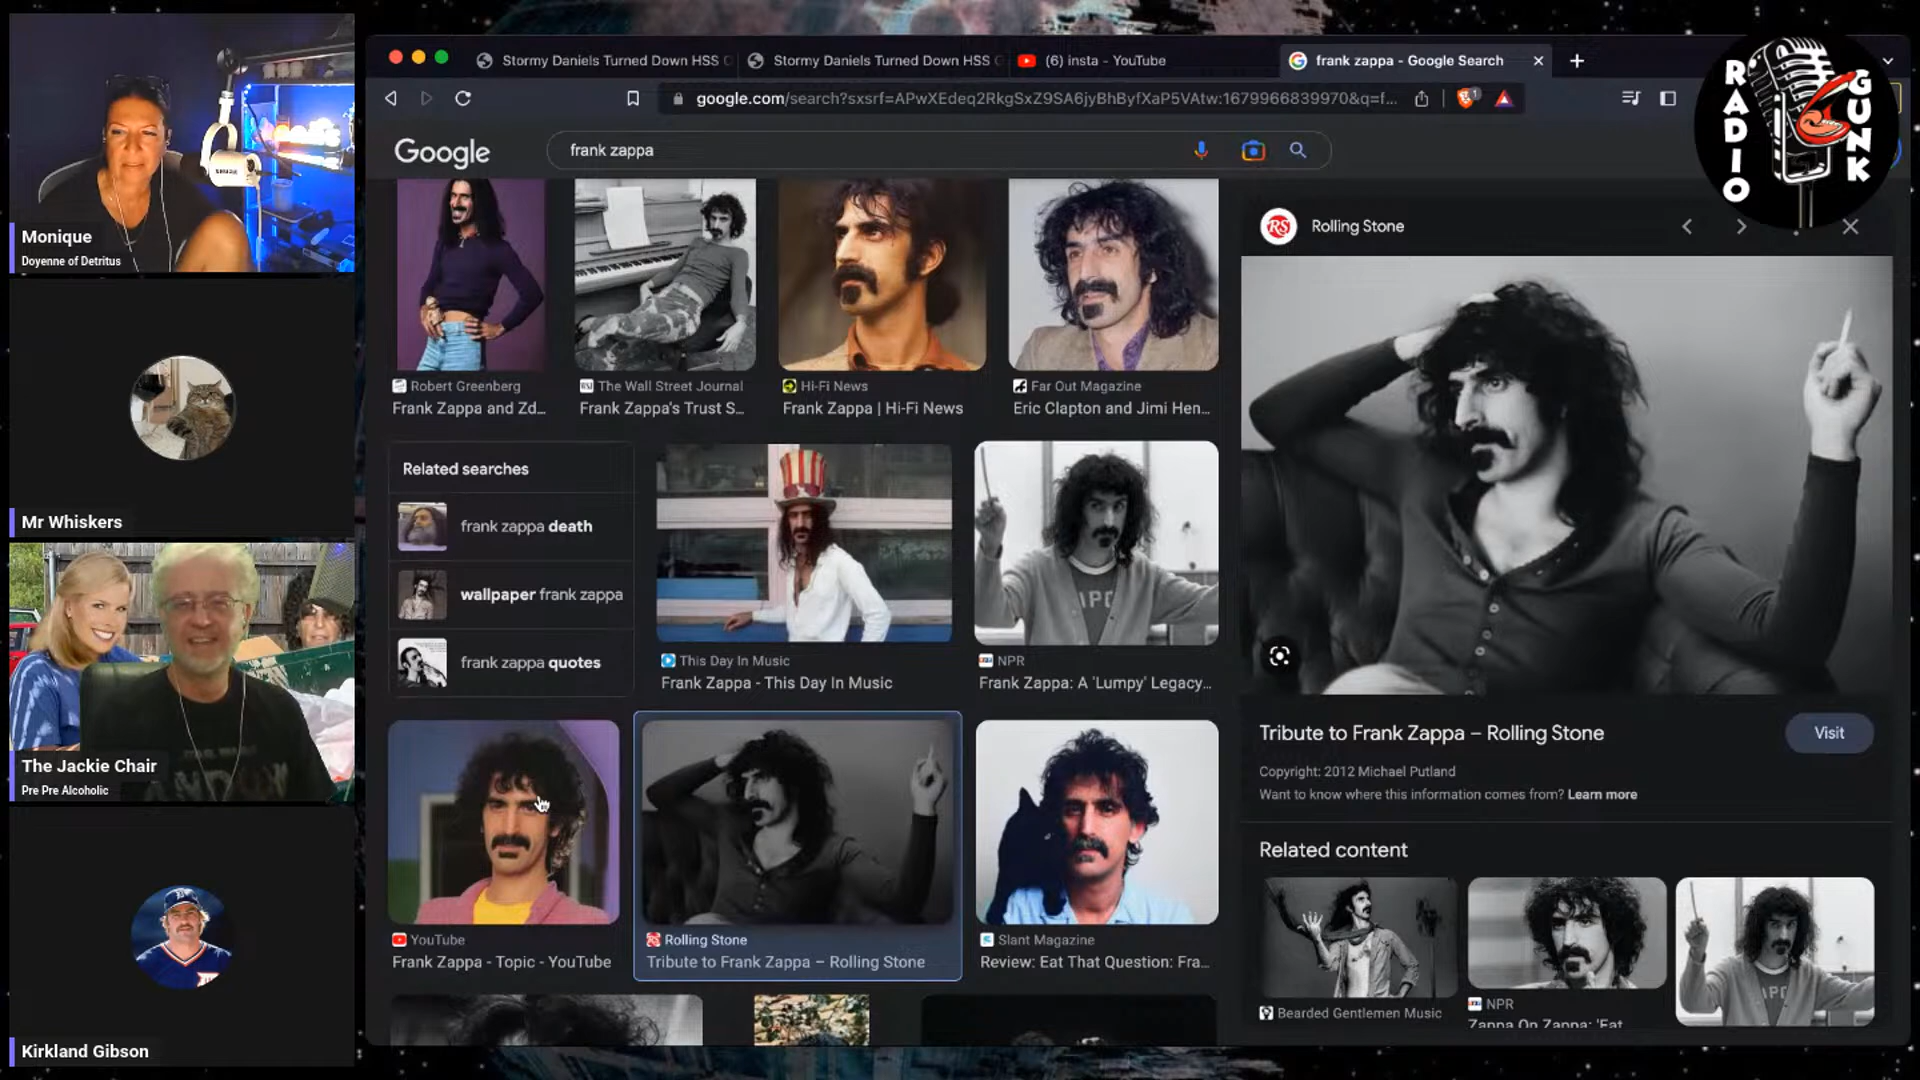 Stormy Daniels Turned Down HSS
Stormy Daniels Turned Down HSS
(6) insta - YouTube
frank zappa - Google Search
google.com/search?sxsrf=APwXEdeq2RkgSxZ9SA6jyBhByfXaP5VAtw:1679966839970&q=f...
RADIO
GUNK
Google
frank zappa
Rolling Stone
SHURE
Monique
Doyenne of Detritus
Robert Greenberg
Frank Zappa and Zd...
The Wall Street Journal
Frank Zappa's Trust S...
Hi-Fi News
Frank Zappa | Hi-Fi News
Far Out Magazine
Eric Clapton and Jimi Hen...
Related searches
frank zappa death
wallpaper frank zappa
frank zappa quotes
Mr Whiskers
This Day In Music
Frank Zappa - This Day In Music
NPR
Frank Zappa: A 'Lumpy' Legacy...
The Jackie Chair
Pre Pre Alcoholic
Tribute to Frank Zappa – Rolling Stone
Visit
Copyright: 2012 Michael Putland
Want to know where this information comes from? Learn more
Related content
YouTube
Frank Zappa - Topic - YouTube
Rolling Stone
Tribute to Frank Zappa – Rolling Stone
Slant Magazine
Review: Eat That Question: Fra...
Bearded Gentlemen Music
NPR
Zappa On Zappa: 'Eat
Kirkland Gibson